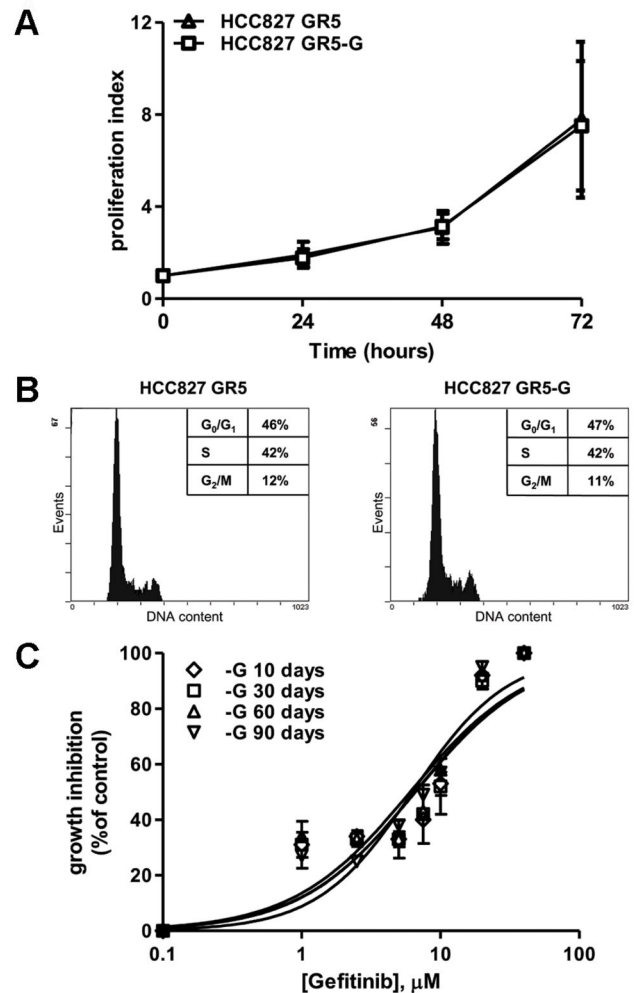 A
HCC827 GR5
HCC827 GR5-G
proliferation index
12
8
4
0
0 24 48 72
Time (hours)
B
HCC827 GR5
67
Events
G0/G1 46%
S 42%
G2/M 12%
0 1023
DNA content
HCC827 GR5-G
56
Events
G0/G1 47%
S 42%
G2/M 11%
0 1023
DNA content
C
-G 10 days
-G 30 days
-G 60 days
-G 90 days
growth inhibition
(%of control)
100
80
60
40
20
0
0.1 1 10 100
[Gefitinib], µM